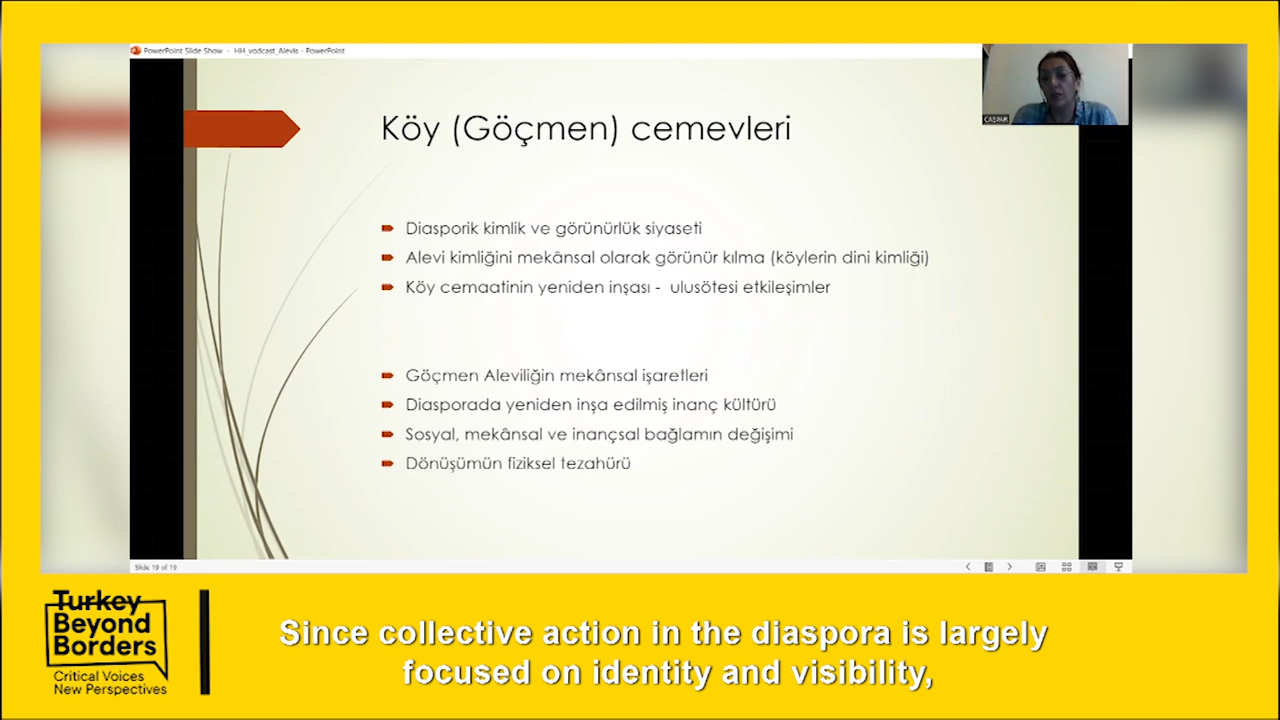 PowerPoint Slide Show - HH_vodcast_Alevis - PowerPoint
CASPAR
Köy (Göçmen) cemevleri
Diasporik kimlik ve görünürlük siyaseti
Alevi kimliğini mekânsal olarak görünür kılma (köylerin dini kimliği)
Köy cemaatinin yeniden inşası - ulusötesi etkileşimler
Göçmen Aleviliğin mekânsal işaretleri
Diasporada yeniden inşa edilmiş inanç kültürü
Sosyal, mekânsal ve inançsal bağlamın değişimi
Dönüşümün fiziksel tezahürü
Slide 19 of 19
Turkey
Beyond
Borders
Critical Voices
New Perspectives
Since collective action in the diaspora is largely
focused on identity and visibility,